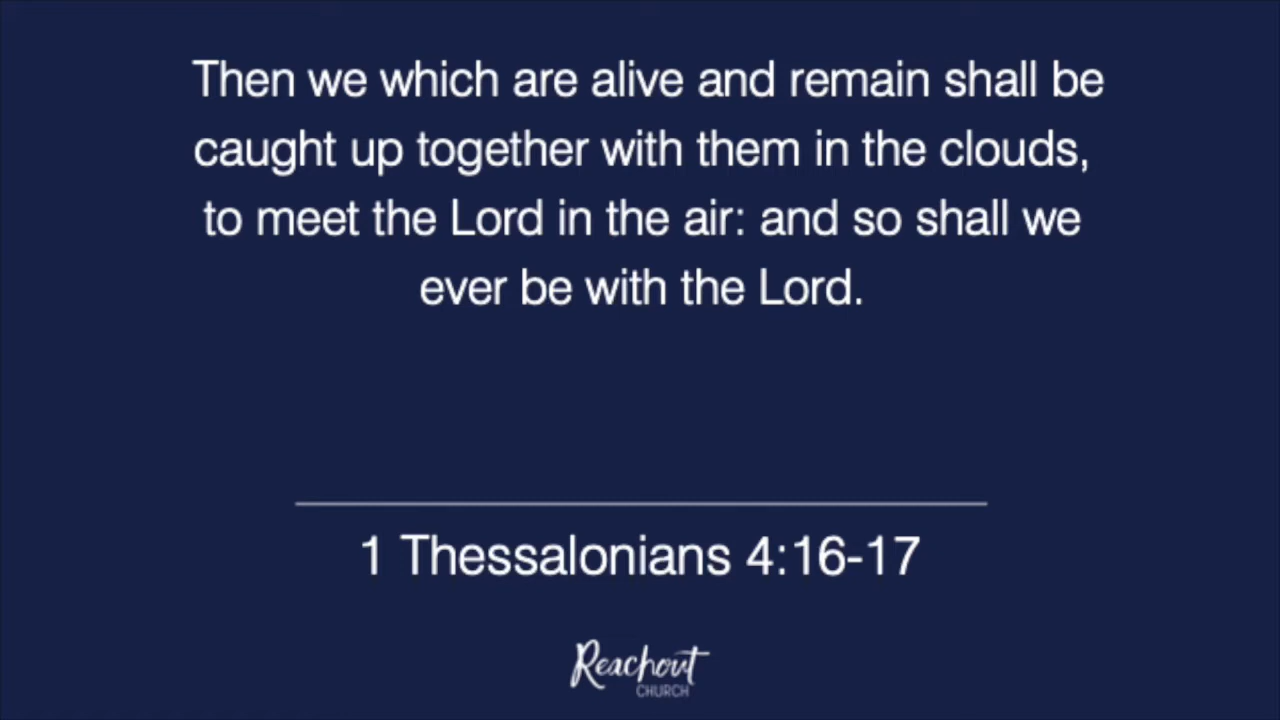 Then we which are alive and remain shall be
caught up together with them in the clouds,
to meet the Lord in the air: and so shall we
ever be with the Lord.
1 Thessalonians 4:16-17
Reachout
CHURCH